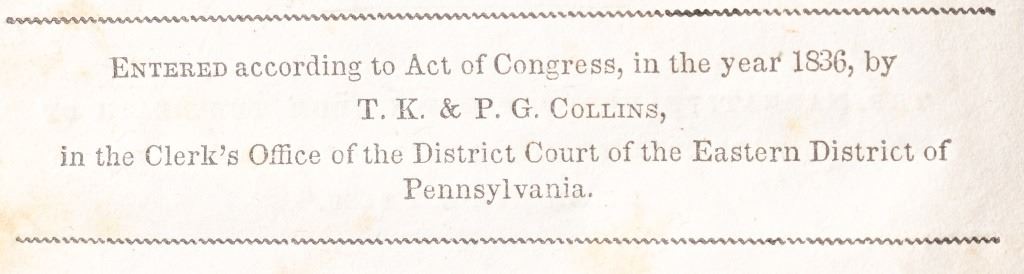 ENTERED according to Act of Congress, in the year 1836, by
T. K. & P. G. COLLINS,
in the Clerk's Office of the District Court of the Eastern District of
Pennsylvania.